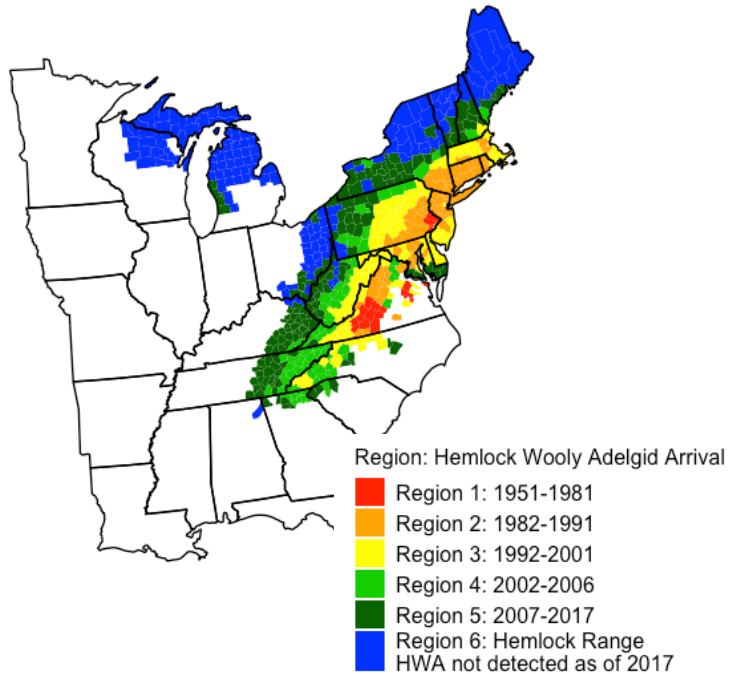 Region: Hemlock Wooly Adelgid Arrival
Region 1: 1951-1981
Region 2: 1982-1991
Region 3: 1992-2001
Region 4: 2002-2006
Region 5: 2007-2017
Region 6: Hemlock Range
HWA not detected as of 2017